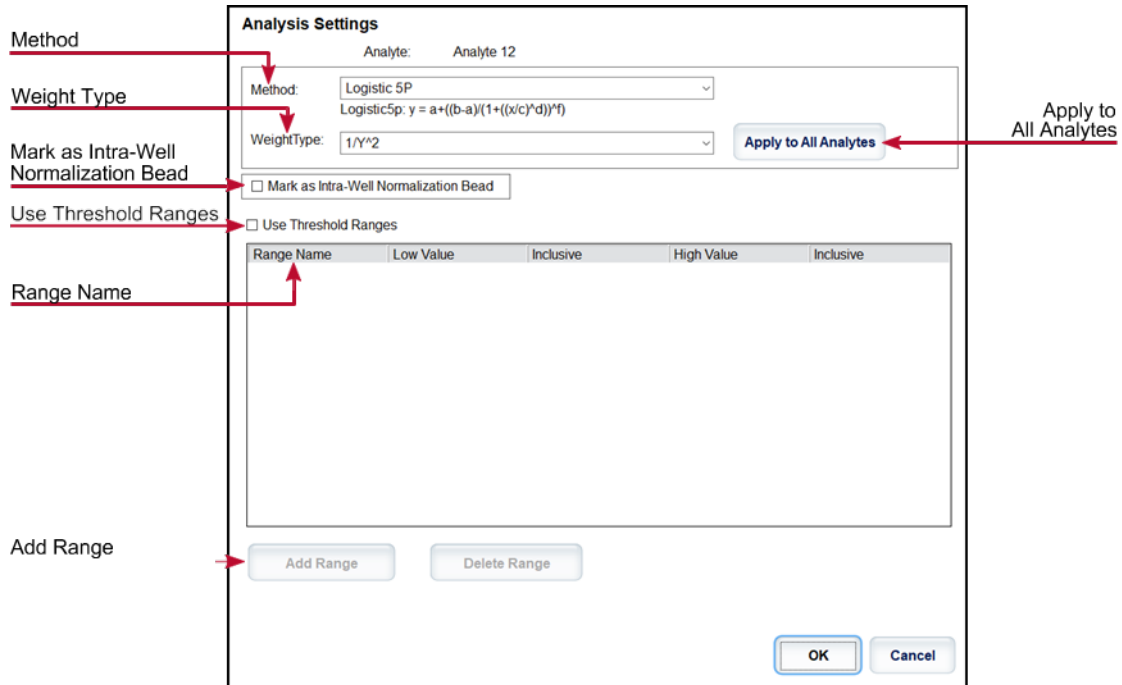 Analysis Settings
Method
Analyte: Analyte 12
Method: Logistic 5P
Logistic5p: y = a+((b-a)/(1+((x/c)^d))^f)
Weight Type
WeightType: 1/Y^2
Apply to All Analytes
Apply to
All Analytes
Mark as Intra-Well
Normalization Bead
Mark as Intra-Well Normalization Bead
Use Threshold Ranges
Use Threshold Ranges
Range Name Low Value Inclusive High Value Inclusive
Range Name
Add Range
Add Range Delete Range
OK Cancel